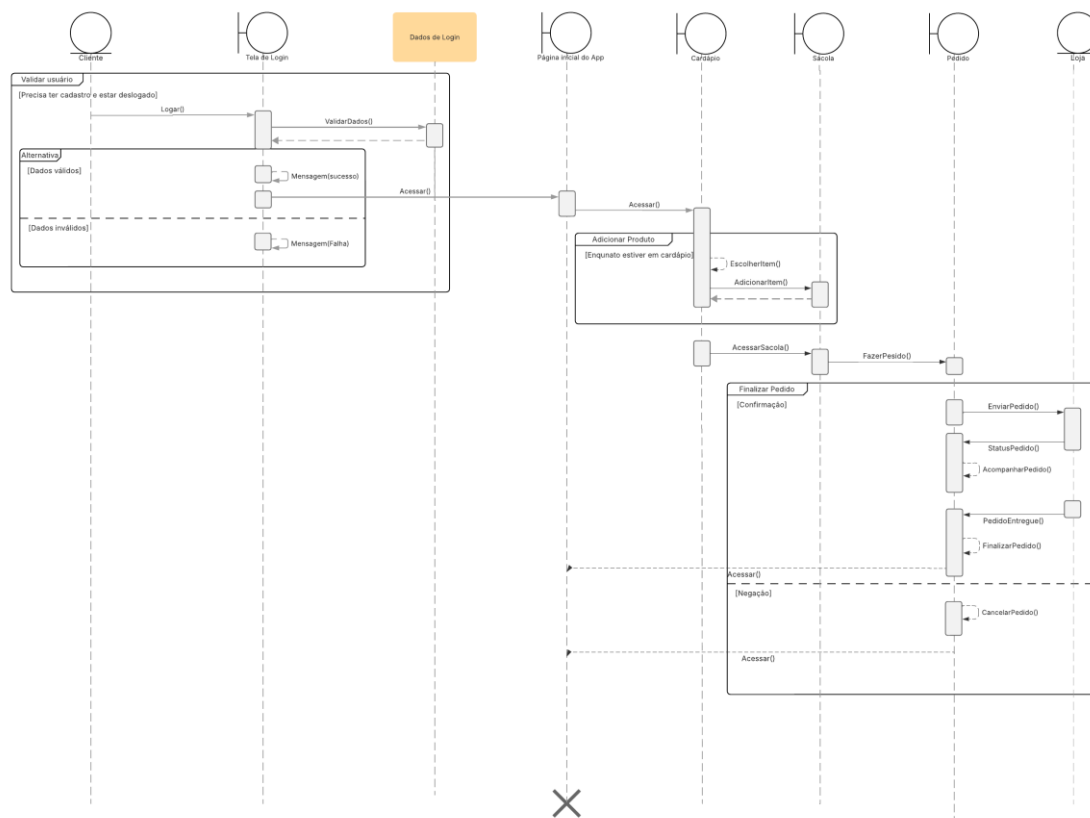 Cliente
Tela de Login
Dados de Login
Página inicial do App
Cardápio
Sacola
Pedido
Loja
Validar usuário
[Precisa ter cadastro e estar deslogado]
Logar()
ValidarDados()
Alternativa
[Dados válidos]
Mensagem(sucesso)
Acessar()
Acessar()
[Dados inválidos]
Mensagem(Falha)
Adicionar Produto
[Enqunato estiver em cardápio]
EscolherItem()
AdicionarItem()
AcessarSacola()
FazerPesido()
Finalizar Pedido
[Confirmação]
EnviarPedido()
StatusPedido()
AcompanharPedido()
PedidoEntregue()
FinalizarPedido()
Acessar()
[Negação]
CancelarPedido()
Acessar()